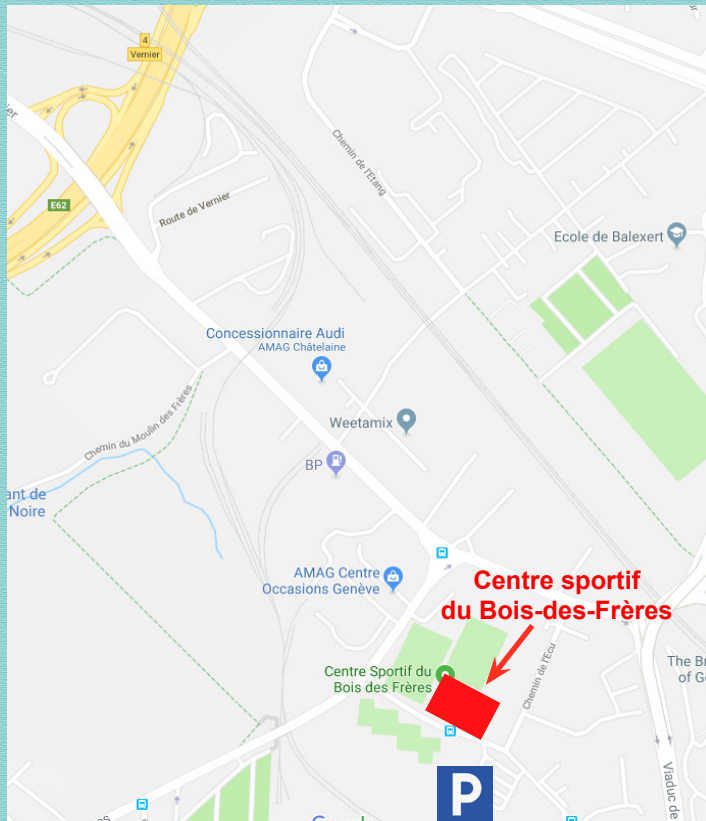 4
Vernier
E62
Route de Vernier
Chemin de l'Etang
Ecole de Balexert
Concessionnaire Audi
AMAG Châtelaine
Weetamix
Chemin du Moulin des Frères
BP
ant de
Noire
AMAG Centre
Occasions Genève
Centre sportif
du Bois-des-Frères
Centre Sportif du
Bois des Frères
Chemin de l'Ecu
The Br
of G
Viaduc de
P